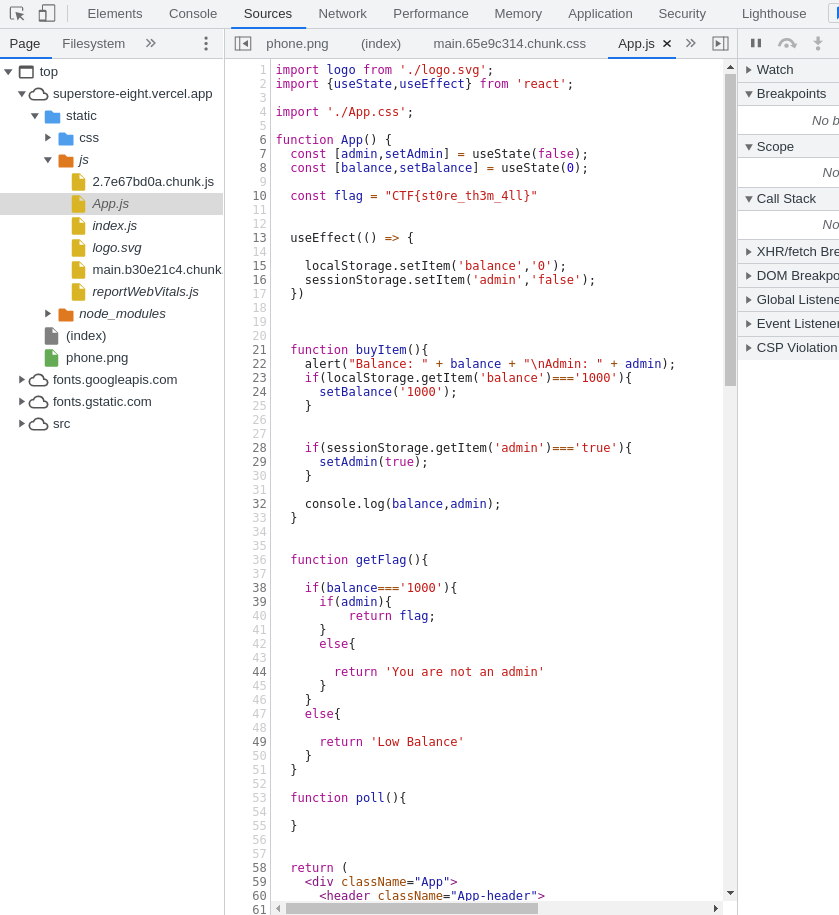 Elements Console Sources Network Performance Memory Application Security Lighthouse
Page Filesystem
top
superstore-eight.vercel.app
static
css
js
2.7e67bd0a.chunk.js
App.js
index.js
logo.svg
main.b30e21c4.chunk.
reportWebVitals.js
node_modules
(index)
phone.png
fonts.googleapis.com
fonts.gstatic.com
src
phone.png (index) main.65e9c314.chunk.css App.js ×
1 import logo from './logo.svg';
2 import {useState,useEffect} from 'react';
3
4 import './App.css';
5
6 function App() {
7 const [admin,setAdmin] = useState(false);
8 const [balance,setBalance] = useState(0);
9
10 const flag = "CTF{st0re_th3m_4ll}"
11
12
13 useEffect(() => {
14
15 localStorage.setItem('balance','0');
16 sessionStorage.setItem('admin','false');
17 })
18
19
20
21 function buyItem(){
22 alert("Balance: " + balance + "\nAdmin: " + admin);
23 if(localStorage.getItem('balance')==='1000'){
24 setBalance('1000');
25 }
26
27
28 if(sessionStorage.getItem('admin')==='true'){
29 setAdmin(true);
30 }
31
32 console.log(balance,admin);
33 }
34
35
36 function getFlag(){
37
38 if(balance==='1000'){
39 if(admin){
40 return flag;
41 }
42 else{
43
44 return 'You are not an admin'
45 }
46 }
47 else{
48
49 return 'Low Balance'
50 }
51 }
52
53 function poll(){
54
55 }
56
57
58 return (
59 <div className="App">
60 <header className="App-header">
61
Watch
Breakpoints
No b
Scope
No
Call Stack
No
XHR/fetch Bre
DOM Breakpo
Global Listene
Event Listener
CSP Violation